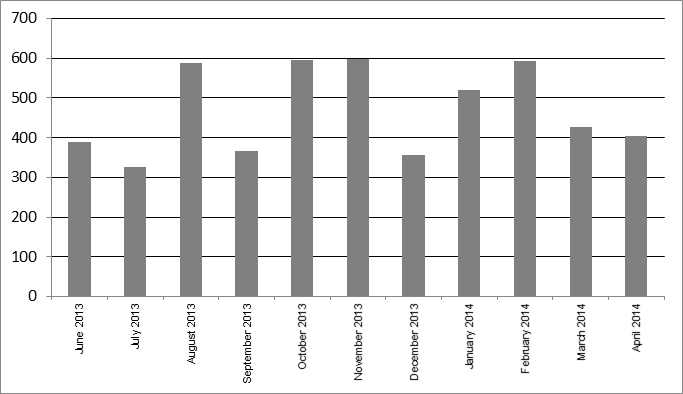 700
600
500
400
300
200
100
0
June 2013
July 2013
August 2013
September 2013
October 2013
November 2013
December 2013
January 2014
February 2014
March 2014
April 2014